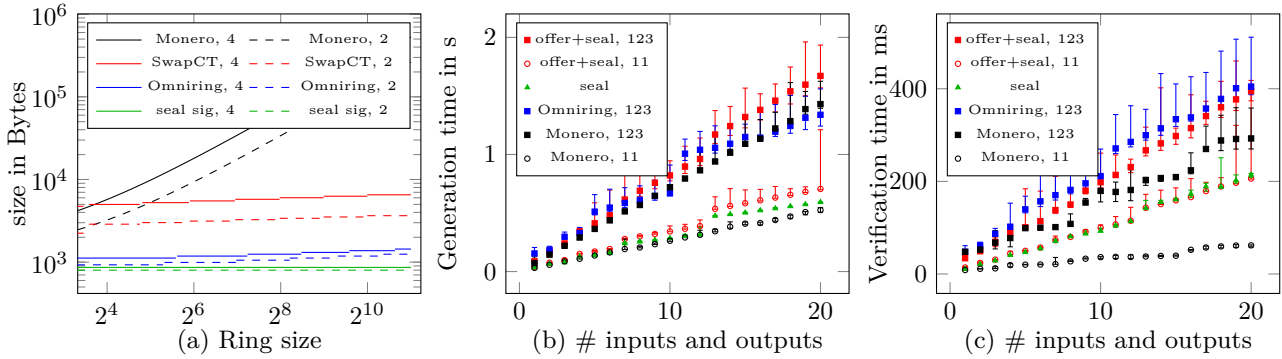 size in Bytes
10^6
10^5
10^4
10^3
Monero, 4
Monero, 2
SwapCT, 4
SwapCT, 2
Omniring, 4
Omniring, 2
seal sig, 4
seal sig, 2
2^4 2^6 2^8 2^10
(a) Ring size
Generation time in s
2
1
0
offer+seal, 123
offer+seal, 11
seal
Omniring, 123
Monero, 123
Monero, 11
0 10 20
(b) # inputs and outputs
Verification time in ms
400
200
0
offer+seal, 123
offer+seal, 11
seal
Omniring, 123
Monero, 123
Monero, 11
0 10 20
(c) # inputs and outputs